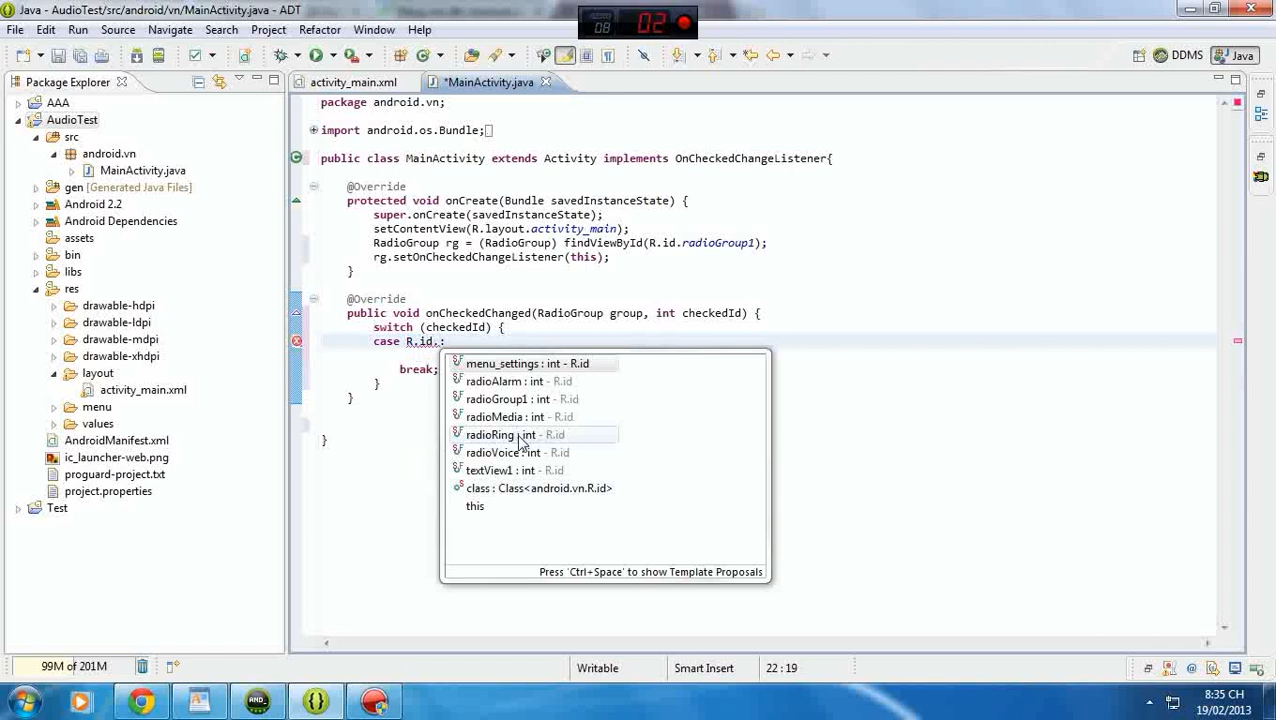 Java - AudioTest/src/android/vn/MainActivity.java - ADT
08 02
File Edit Source Navigate Project Refactor Window Help
DDMS Java
Package Explorer
activity_main.xml
*MainActivity.java
AAA
AudioTest
src
android.vn
MainActivity.java
gen [Generated Java Files]
Android 2.2
Android Dependencies
assets
bin
libs
res
drawable-hdpi
drawable-ldpi
drawable-mdpi
drawable-xhdpi
layout
activity_main.xml
menu
values
AndroidManifest.xml
ic_launcher-web.png
proguard-project.txt
project.properties
Test
package android.vn;
import android.os.Bundle;
public class MainActivity extends Activity implements OnCheckedChangeListener{
@Override
protected void onCreate(Bundle savedInstanceState) {
super.onCreate(savedInstanceState);
setContentView(R.layout.activity_main);
RadioGroup rg = (RadioGroup) findViewById(R.id.radioGroup1);
rg.setOnCheckedChangeListener(this);
}
@Override
public void onCheckedChanged(RadioGroup group, int checkedId) {
switch (checkedId) {
case R.id.:
break;
}
}
}
menu_settings : int - R.id
radioAlarm : int - R.id
radioGroup1 : int - R.id
radioMedia : int - R.id
radioRing : int - R.id
radioVoice : int - R.id
textView1 : int - R.id
class : Class<android.vn.R.id>
this
Press 'Ctrl+Space' to show Template Proposals
99M of 201M
Writable
Smart Insert
22 : 19
8:35 CH
19/02/2013